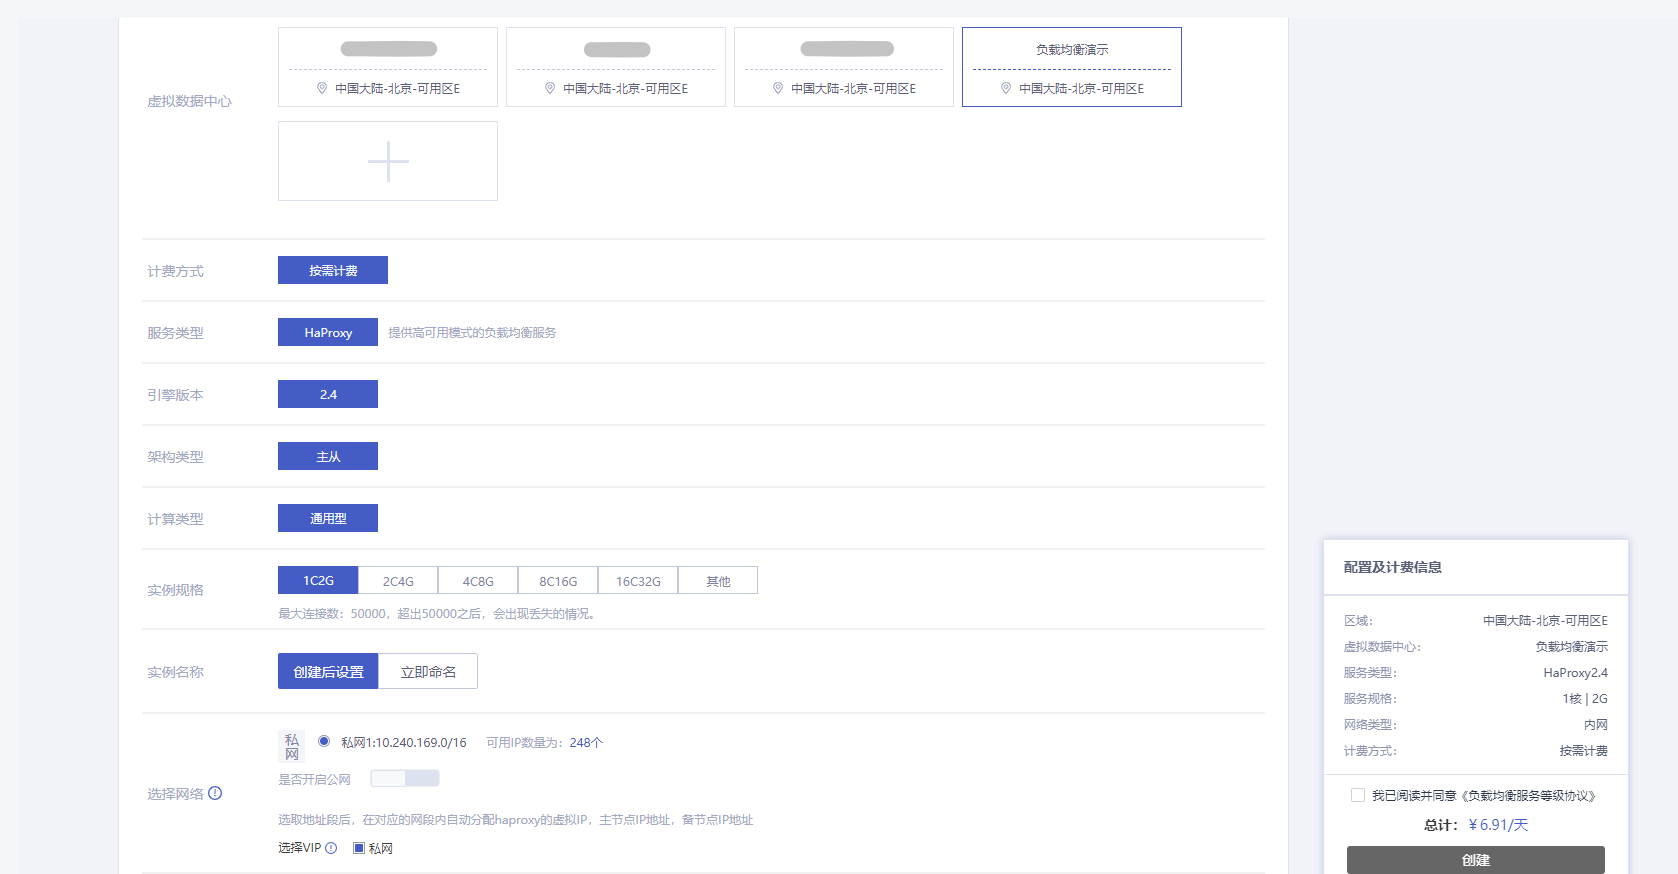 虚拟数据中心
中国大陆-北京-可用区E
中国大陆-北京-可用区E
中国大陆-北京-可用区E
负载均衡演示
中国大陆-北京-可用区E
计费方式
按需计费
服务类型
HaProxy 提供高可用模式的负载均衡服务
引擎版本
2.4
架构类型
主从
计算类型
通用型
实例规格
1C2G 2C4G 4C8G 8C16G 16C32G 其他
最大连接数：50000，超出50000之后，会出现丢失的情况。
实例名称
创建后设置 立即命名
选择网络
私网
私网1:10.240.169.0/16 可用IP数量为：248个
是否开启公网
选取地址段后，在对应的网段内自动分配haproxy的虚拟IP，主节点IP地址，备节点IP地址
选择VIP 私网
配置及计费信息
区域： 中国大陆-北京-可用区E
虚拟数据中心： 负载均衡演示
服务类型： HaProxy2.4
服务规格： 1核 | 2G
网络类型： 内网
计费方式： 按需计费
我已阅读并同意《负载均衡服务等级协议》
总计：￥6.91/天
创建